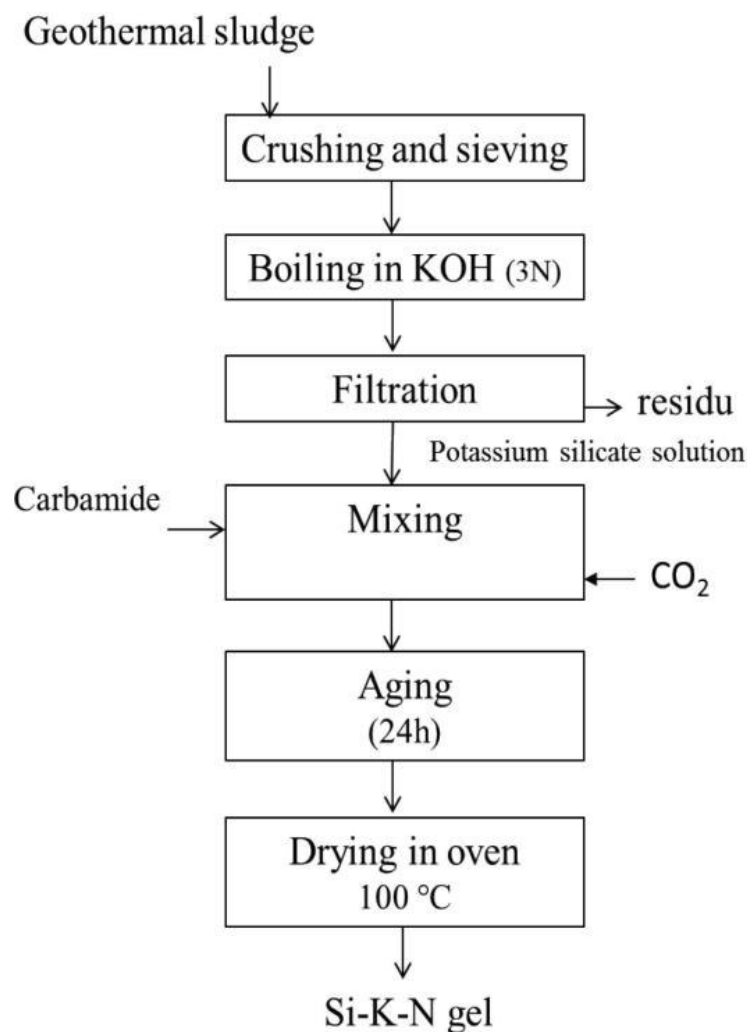 Geothermal sludge
Crushing and sieving
Boiling in KOH (3N)
Filtration
residu
Potassium silicate solution
Carbamide
Mixing
CO₂
Aging
(24h)
Drying in oven
100 °C
Si-K-N gel